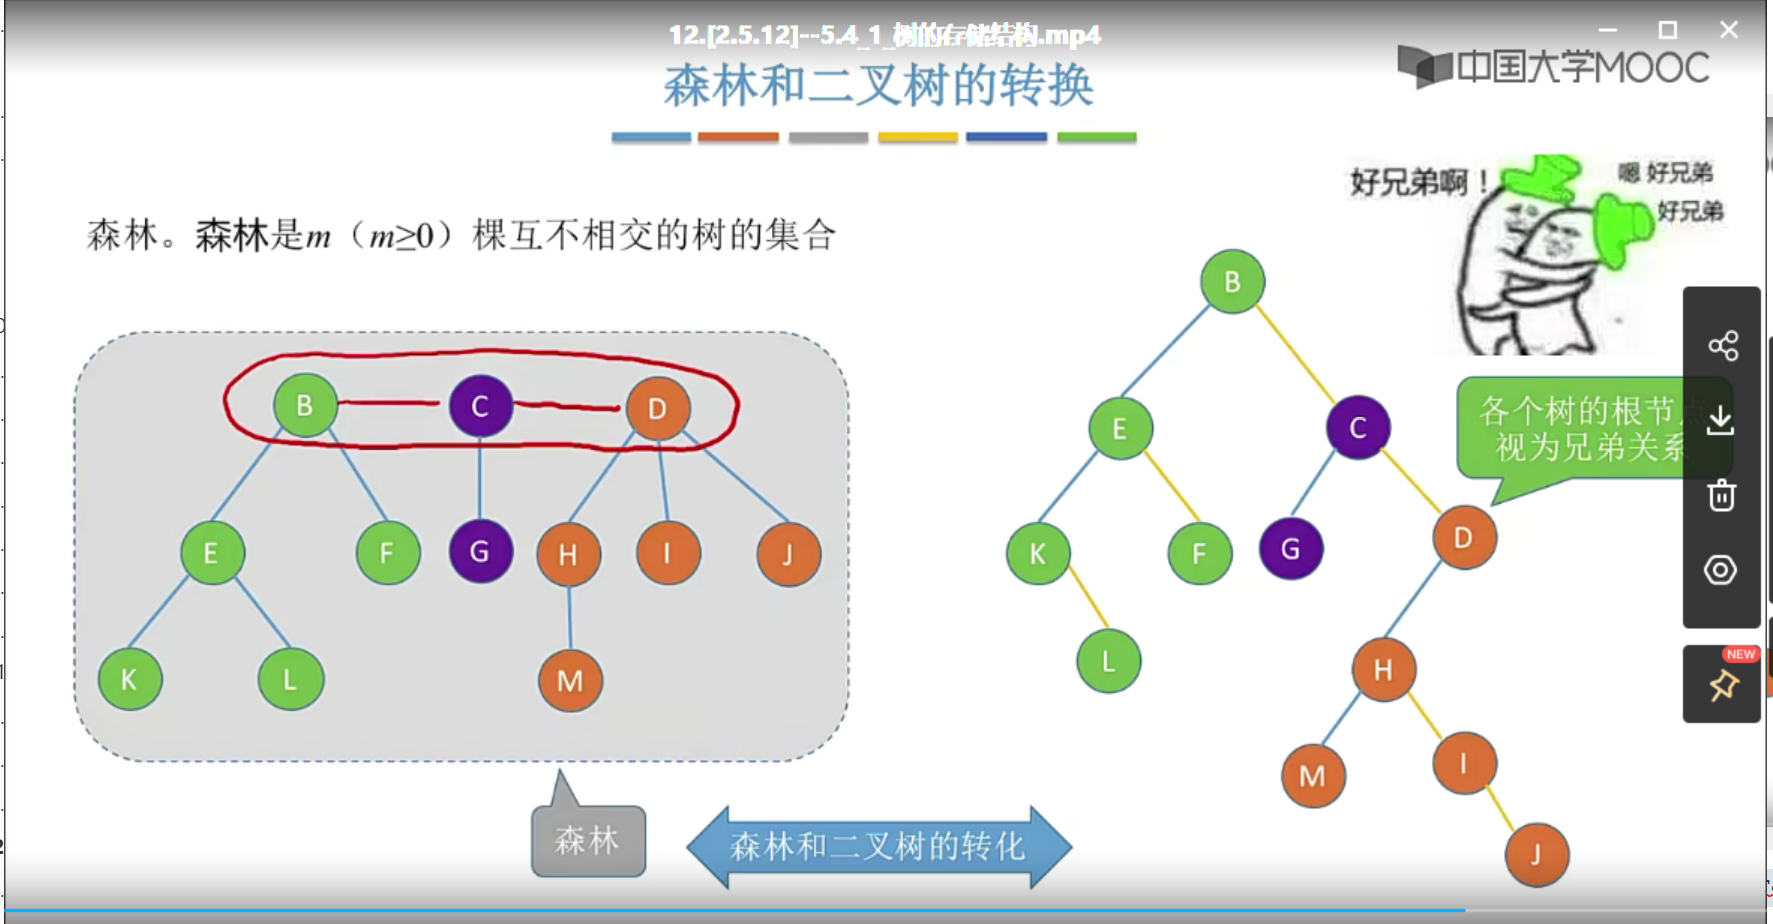 12.[2.5.12]--5.4_1_树的存储结构.mp4
中国大学MOOC
森林和二叉树的转换
好兄弟啊！
嗯 好兄弟
好兄弟
森林。森林是m（m≥0）棵互不相交的树的集合
B
B C D
E C
各个树的根节点
视为兄弟关系
E F G H I J
K F G D
K L M
L
H
NEW
M I
森林
森林和二叉树的转化
J